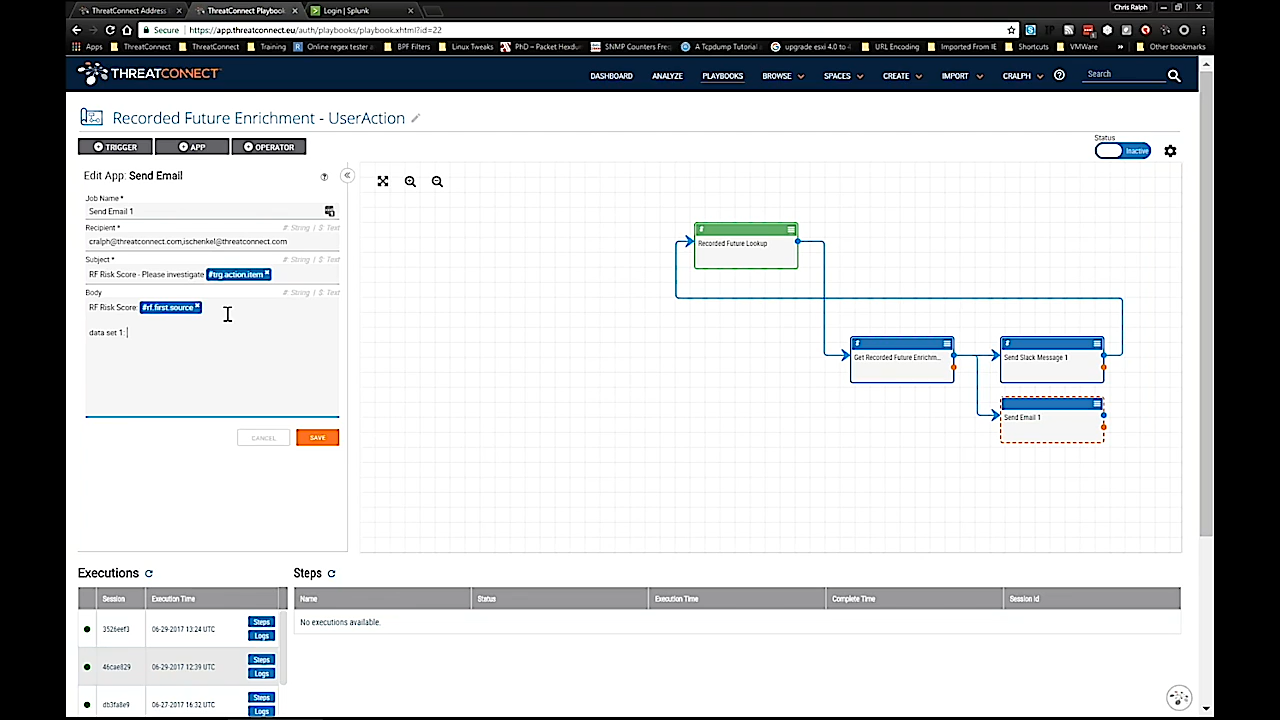 Chris Ralph
ThreatConnect Address
ThreatConnect Playbook
Login | Splunk
Secure
https://app.threatconnect.eu/auth/playbooks/playbook.xhtml?id=22
Apps
ThreatConnect
ThreatConnect
Training
Online regex tester a
BPF Filters
Linux Tweaks
PhD – Packet Hexdum
SNMP Counters Freq
A Tcpdump Tutorial
upgrade esxi 4.0 to
URL Encoding
Imported From IE
Shortcuts
VMWare
»
Other bookmarks
THREATCONNECT
DASHBOARD
ANALYZE
PLAYBOOKS
BROWSE
SPACES
CREATE
IMPORT
CRALPH
Search
Recorded Future Enrichment - UserAction
TRIGGER
APP
OPERATOR
Status
Inactive
Edit App: Send Email
Job Name *
Send Email 1
Recipient *
# String | $ Text
cralph@threatconnect.com,ischenkel@threatconnect.com
Subject *
# String | $ Text
RF Risk Score - Please investigate #trg.action.item
Body
# String | $ Text
RF Risk Score: #rf.first.source
data set 1:
CANCEL
SAVE
#
Recorded Future Lookup
#
Get Recorded Future Enrichm...
#
Send Slack Message 1
Send Email 1
Executions
Session
Execution Time
3526eef3
06-29-2017 13:24 UTC
Steps
Logs
46cae829
06-29-2017 12:39 UTC
Steps
Logs
db3fa8e9
06-27-2017 16:32 UTC
Steps
Logs
Steps
Name
Status
Execution Time
Complete Time
Session Id
No executions available.